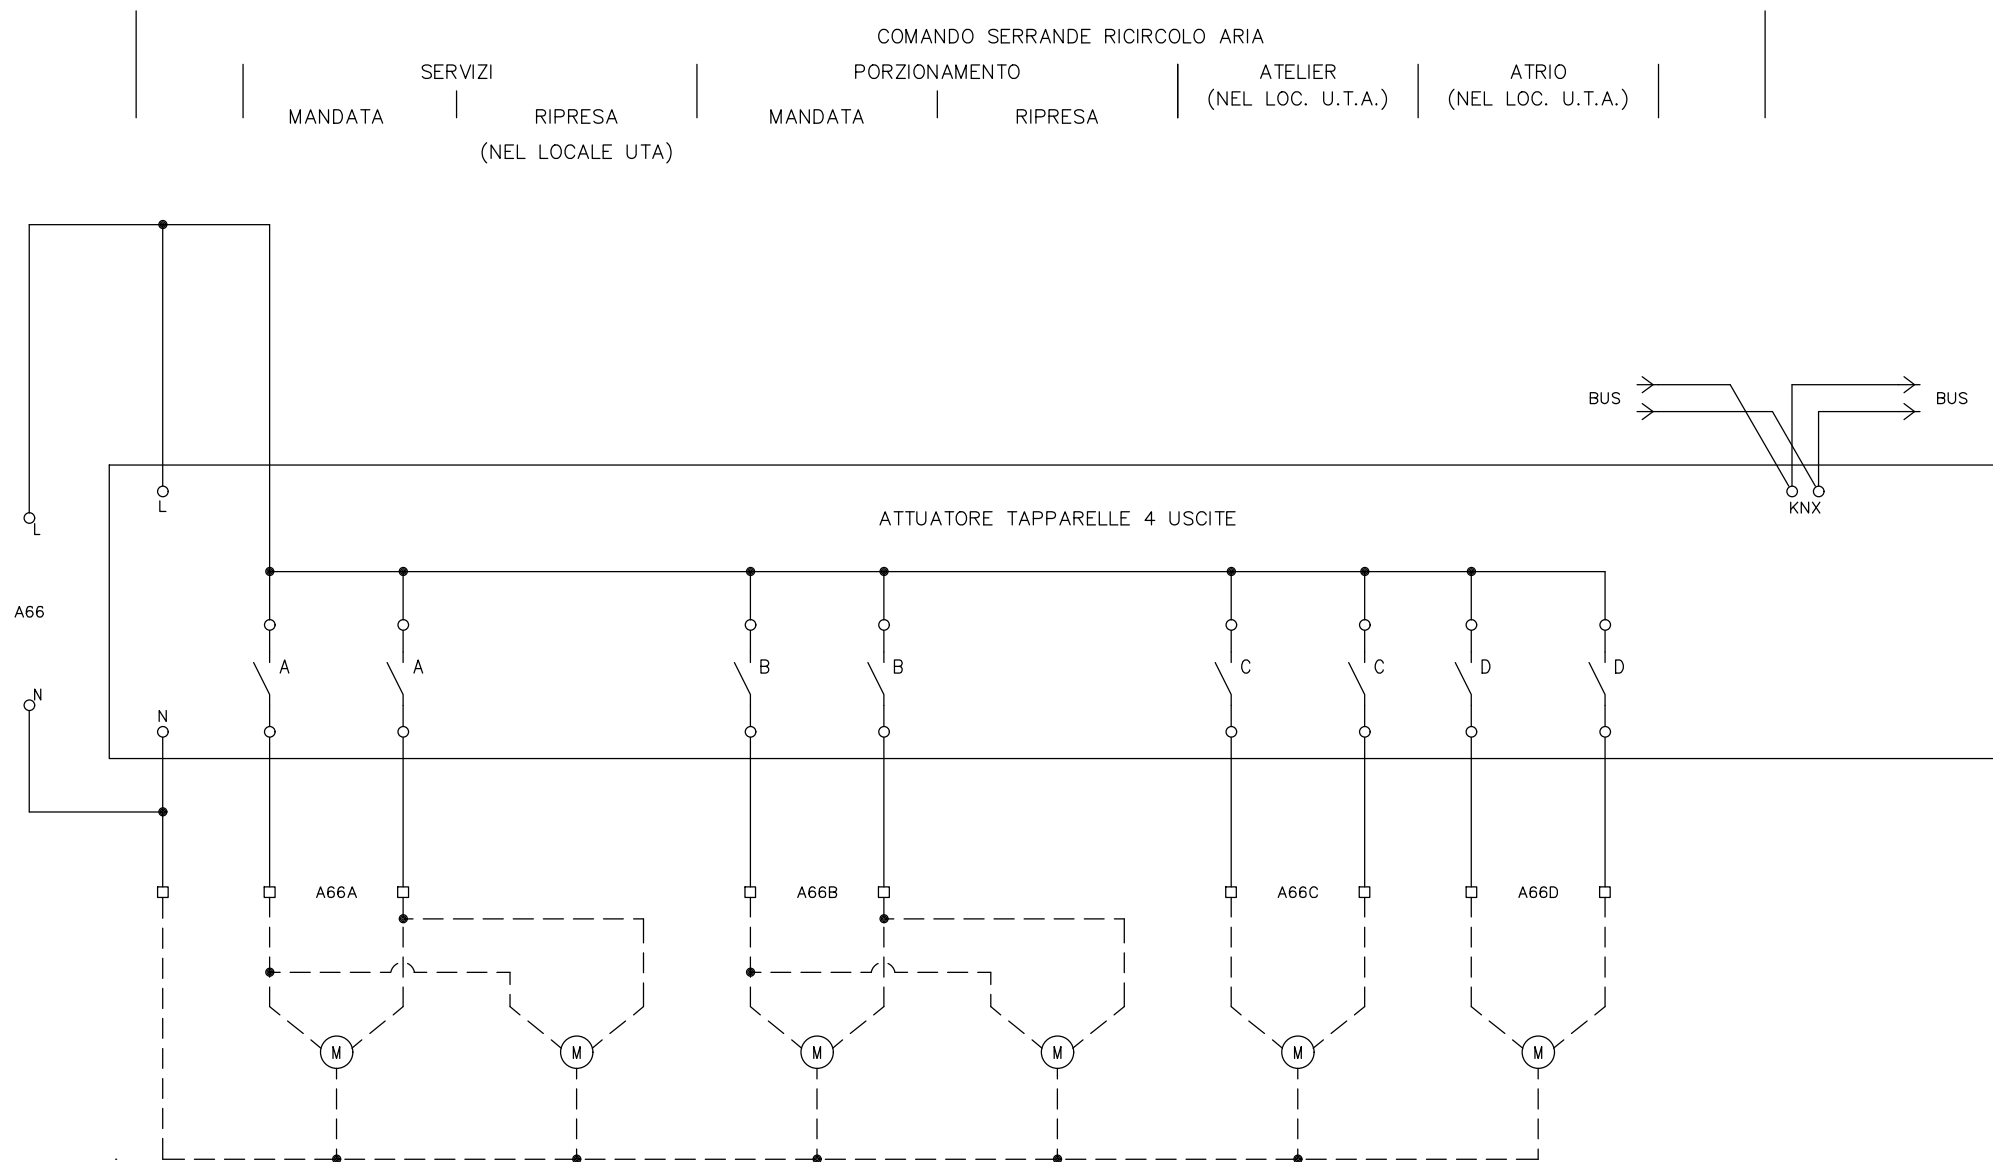 COMANDO SERRANDE RICIRCOLO ARIA
SERVIZI PORZIONAMENTO ATELIER ATRIO
(NEL LOC. U.T.A.) (NEL LOC. U.T.A.)
MANDATA RIPRESA MANDATA RIPRESA
(NEL LOCALE UTA)
BUS BUS
L KNX
ATTUATORE TAPPARELLE 4 USCITE
L
A66
A A B B C C D D
N
N
A66A A66B A66C A66D
M M M M M M